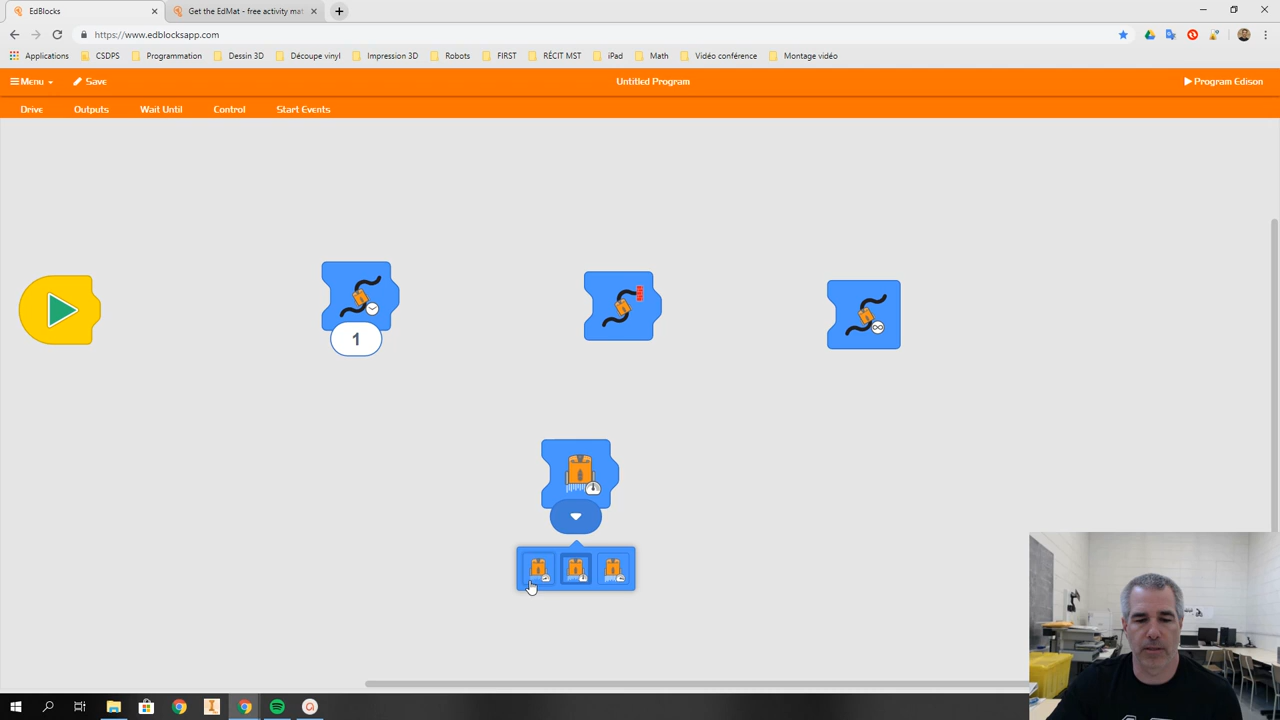 EdBlocks
Get the EdMat - free activity mat
https://www.edblocksapp.com
Applications CSDPS Programmation Dessin 3D Découpe vinyl Impression 3D Robots FIRST RÉCIT MST iPad Math Vidéo conférence Montage vidéo
Menu Save Untitled Program Program Edison
Drive Outputs Wait Until Control Start Events
1